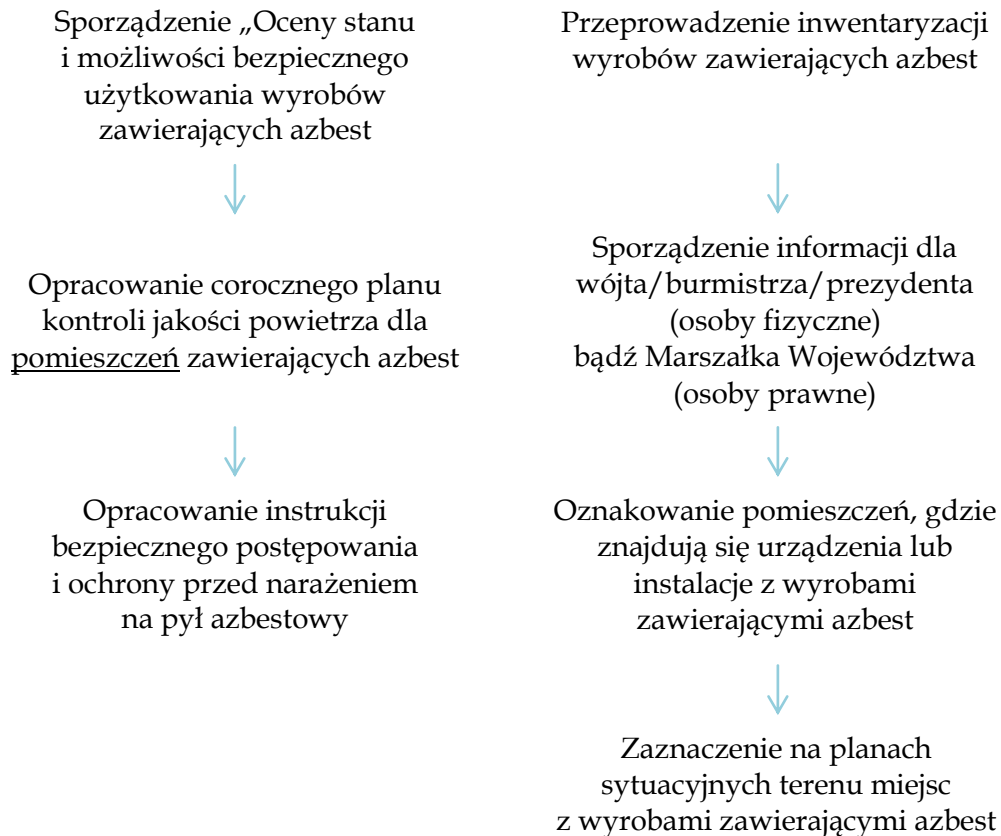 Sporządzenie „Oceny stanu
i możliwości bezpiecznego
użytkowania wyrobów
zawierających azbest
Opracowanie corocznego planu
kontroli jakości powietrza dla
pomieszczeń zawierających azbest
Opracowanie instrukcji
bezpiecznego postępowania
i ochrony przed narażeniem
na pył azbestowy
Przeprowadzenie inwentaryzacji
wyrobów zawierających azbest
Sporządzenie informacji dla
wójta/burmistrza/prezydenta
(osoby fizyczne)
bądź Marszałka Województwa
(osoby prawne)
Oznakowanie pomieszczeń, gdzie
znajdują się urządzenia lub
instalacje z wyrobami
zawierającymi azbest
Zaznaczenie na planach
sytuacyjnych terenu miejsc
z wyrobami zawierającymi azbest